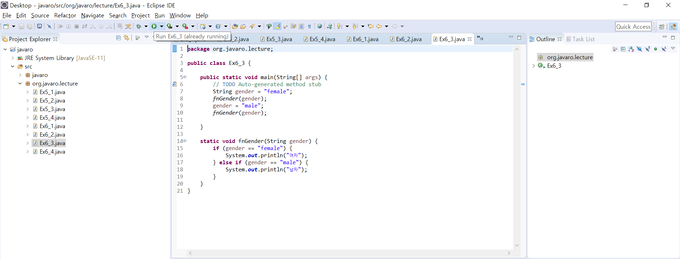 Desktop - javaro/src/org/javaro/lecture/Ex6_3.java - Eclipse IDE
File Edit Source Refactor Navigate Search Project Run Window Help
Run Ex6_3 (already running)
Quick Access
Project Explorer
javaro
JRE System Library [JavaSE-11]
src
javaro
org.javaro.lecture
Ex5_1.java
Ex5_2.java
Ex5_3.java
Ex5_4.java
Ex6_1.java
Ex6_2.java
Ex6_3.java
Ex6_4.java
_2.java
Ex5_3.java
Ex5_4.java
Ex6_1.java
Ex6_2.java
Ex6_3.java
1 package org.javaro.lecture;
2
3 public class Ex6_3 {
4
5 public static void main(String[] args) {
6 // TODO Auto-generated method stub
7 String gender = "female";
8 fnGender(gender);
9 gender = "male";
10 fnGender(gender);
11
12 }
13
14 static void fnGender(String gender) {
15 if (gender == "female") {
16 System.out.println("여자");
17 } else if (gender == "male") {
18 System.out.println("남자");
19 }
20 }
21 }
Outline
Task List
org.javaro.lecture
Ex6_3